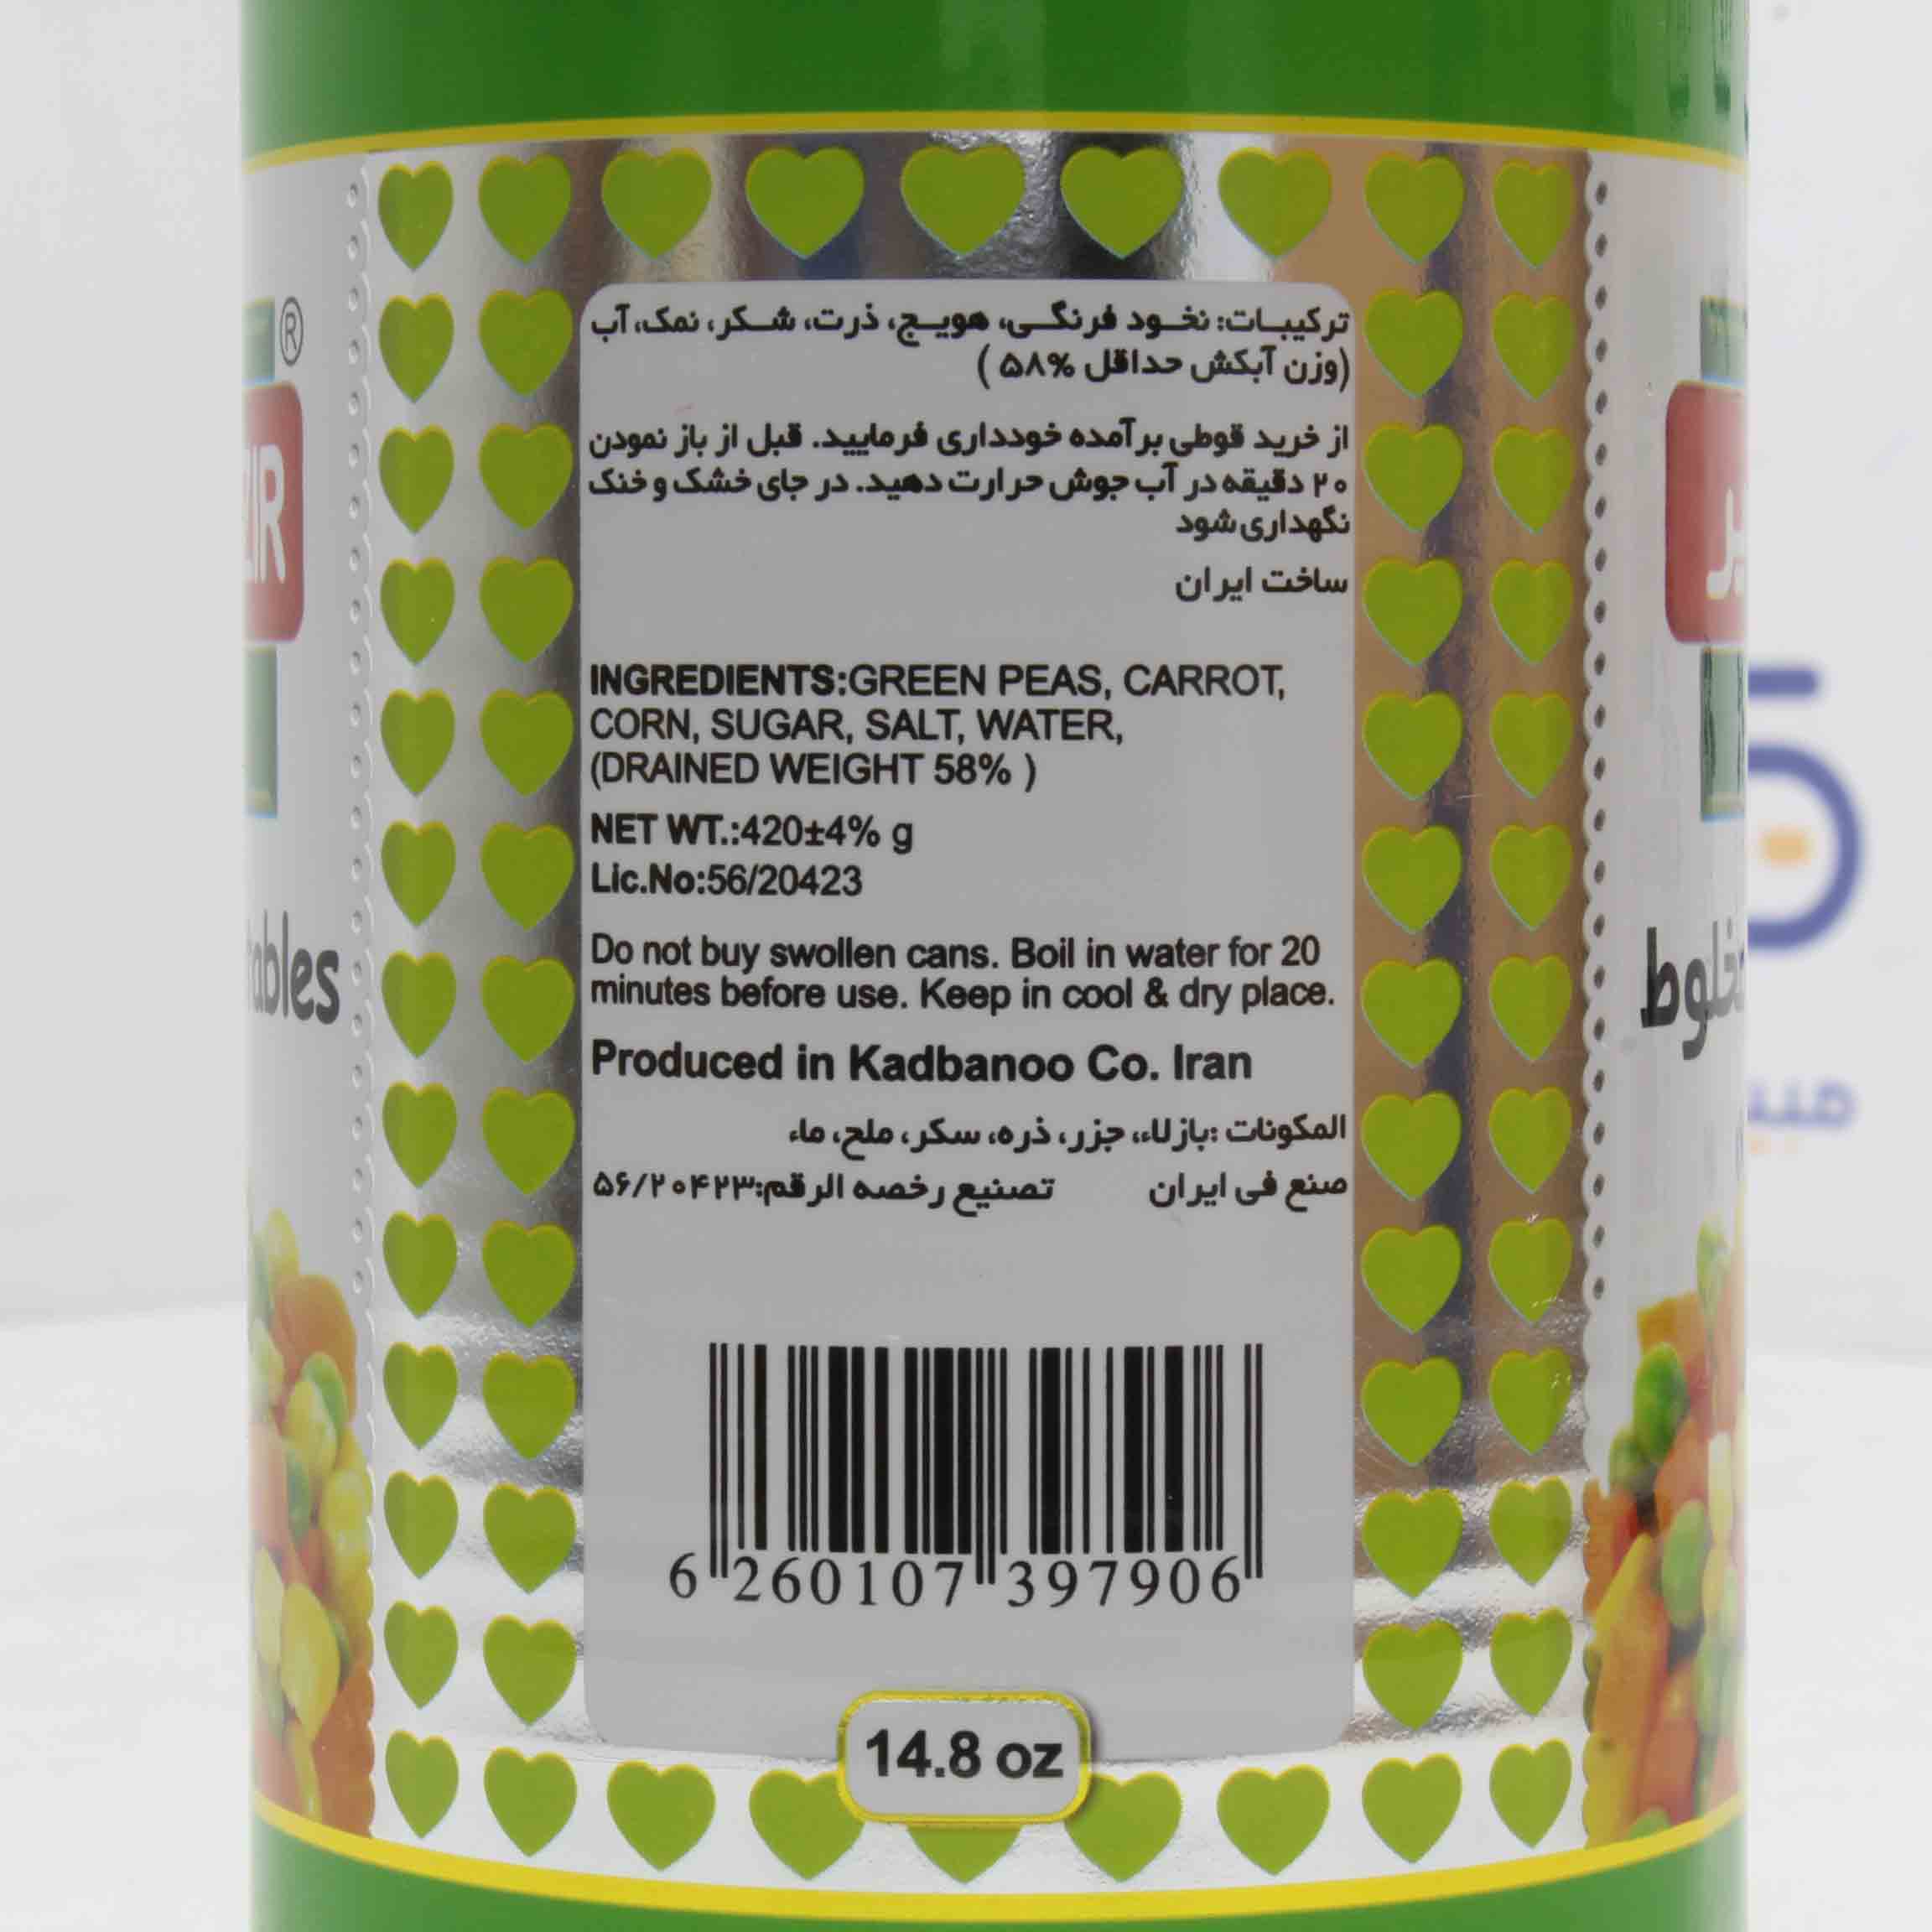 ترکیبات: نخود فرنگی، هویج، ذرت، شکر، نمک، آب
(وزن آبکش حداقل ۵۸% )
از خرید قوطی برآمده خودداری فرمایید. قبل از باز نمودن
۲۰ دقیقه در آب جوش حرارت دهید. در جای خشک و خنک
نگهداری شود
ساخت ایران
INGREDIENTS:GREEN PEAS, CARROT,
CORN, SUGAR, SALT, WATER,
(DRAINED WEIGHT 58% )
NET WT.:420±4% g
Lic.No:56/20423
Do not buy swollen cans. Boil in water for 20
minutes before use. Keep in cool & dry place.
Produced in Kadbanoo Co. Iran
المکونات :بازلاء، جزر، ذره، سکر، ملح، ماء
صنع فی ایران تصنیع رخصه الرقم:۵۶/۲۰۴۲۳
6 260107 397906
14.8 oz
®
مخلوط